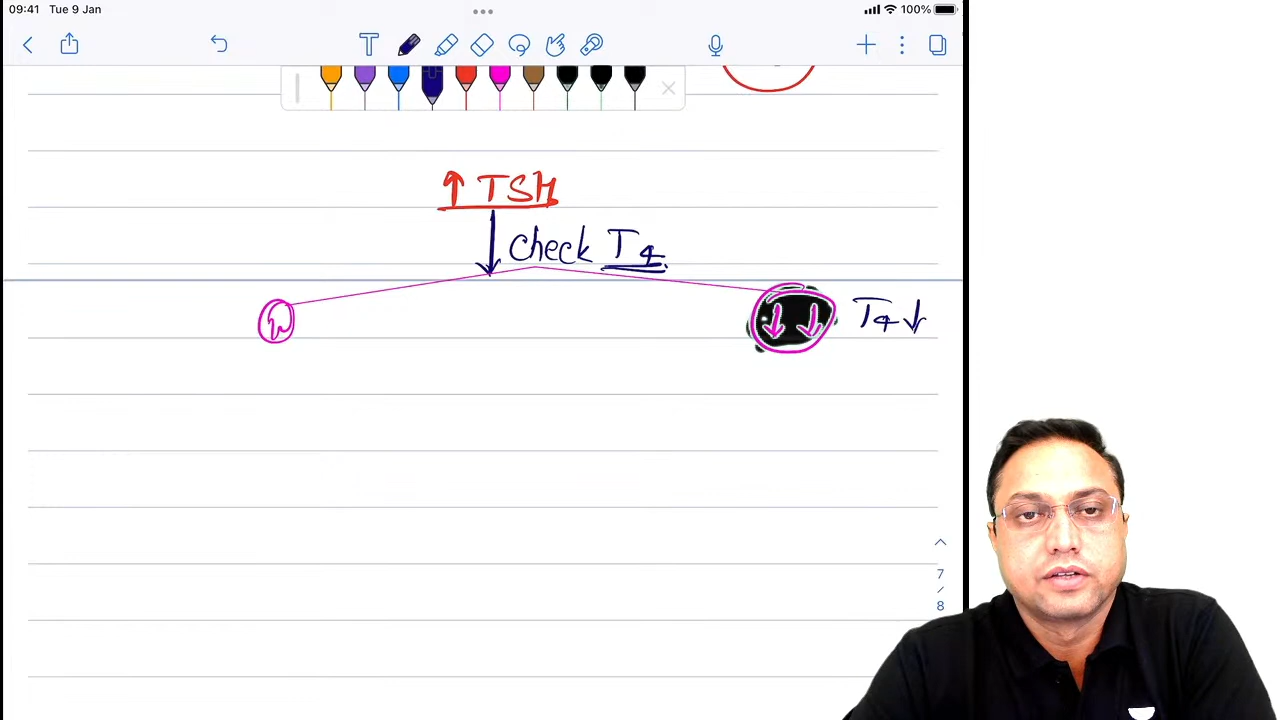 09:41 Tue 9 Jan
100%
T
↑ TSH
↓ check T4
N
↓ ↓ T4↓
7
/
8